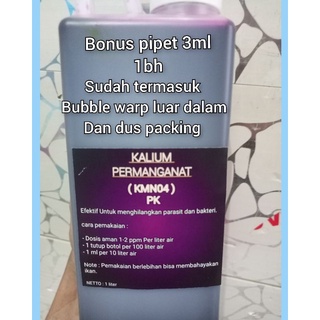 Bonus pipet 3ml
1bh
Sudah termasuk
Bubble warp luar dalam
Dan dus packing
KALIUM
PERMANGANAT
( KMN04 )
PK
Efektif Untuk menghilangkan parasit dan bakteri.
cara pemakaian :
- Dosis aman 1-2 ppm Per liter air
- 1 tutup botol per 100 liter air
- 1 ml per 10 liter air
Note : Pemakaian berlebihan bisa membahayakan
ikan.
NETTO : 1 liter